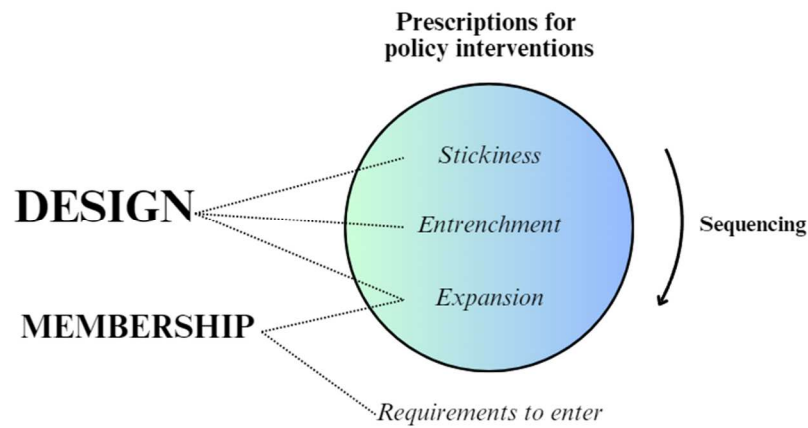 Prescriptions for
policy interventions
Stickiness
DESIGN
Entrenchment
Sequencing
Expansion
MEMBERSHIP
Requirements to enter